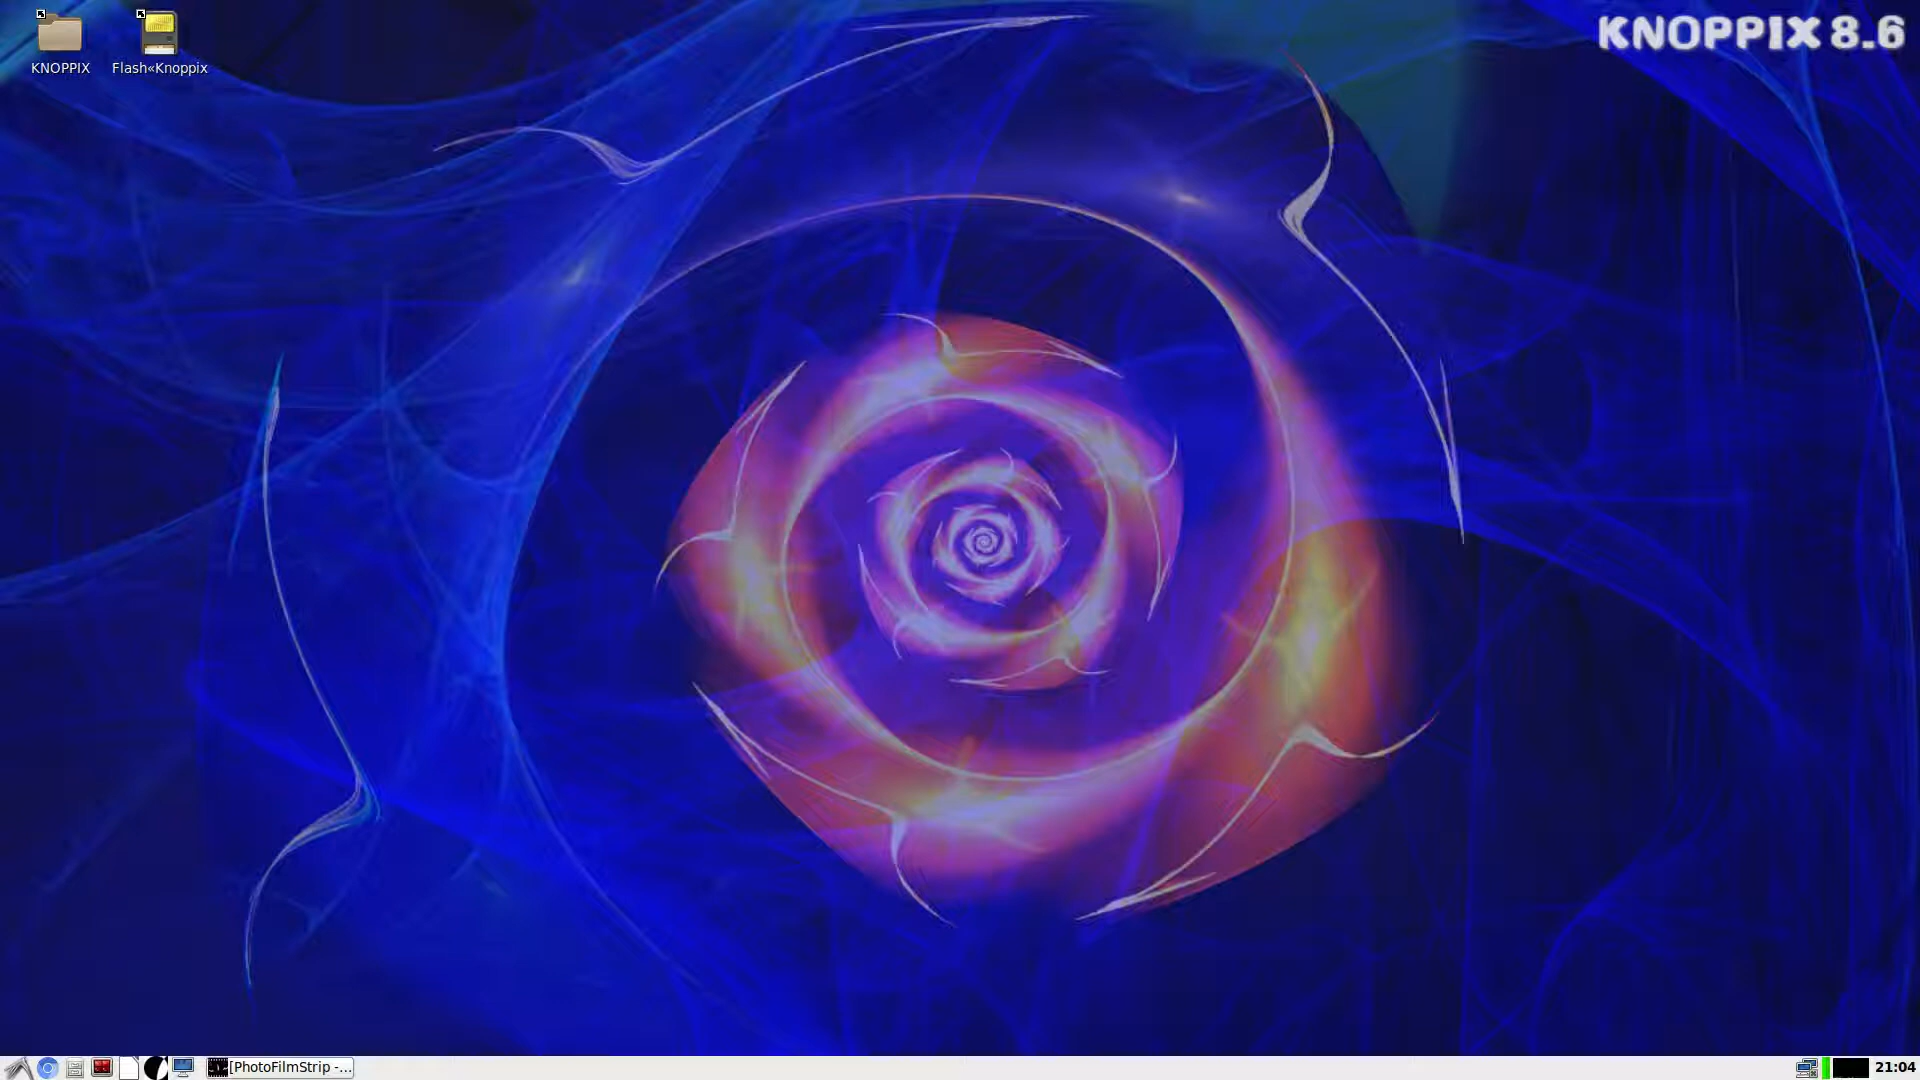 KNOPPIX 8.6
KNOPPIX
Flash«Knoppix
[PhotoFilmStrip -...
21:04